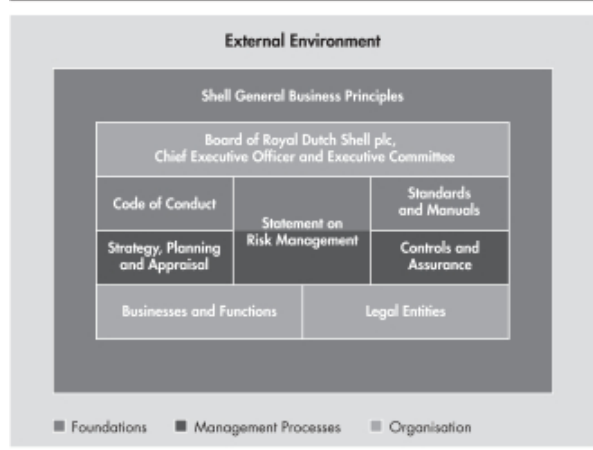 External Environment
Shell General Business Principles
Board of Royal Dutch Shell plc,
Chief Executive Officer and Executive Committee
Code of Conduct
Statement on
Risk Management
Standards
and Manuals
Strategy, Planning
and Appraisal
Controls and
Assurance
Businesses and Functions
Legal Entities
Foundations
Management Processes
Organisation